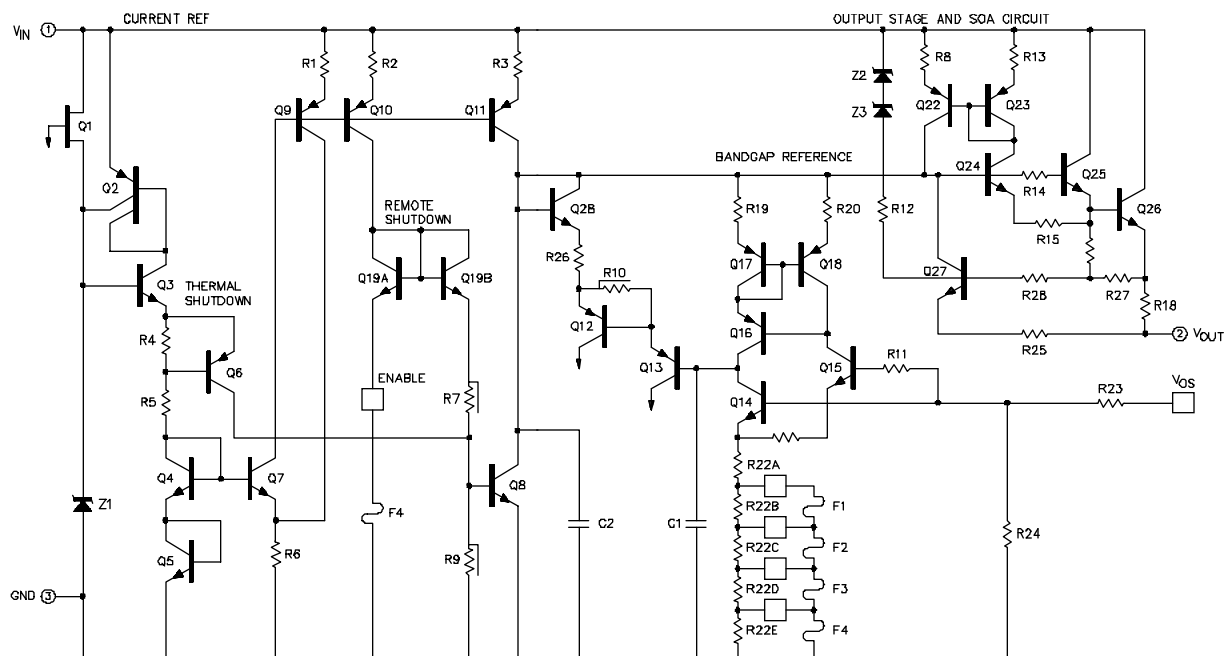 CURRENT REF
OUTPUT STAGE AND SOA CIRCUIT
VIN 1
R1
R2
R3
R8
R13
Z2
Z3
Q9
Q10
Q11
Q22
Q23
Q1
BANDGAP REFERENCE
Q24
Q25
R14
Q2
Q2B
R19
R20
R12
Q26
REMOTE
SHUTDOWN
R15
R26
Q17
Q18
Q19A
Q19B
R10
Q27
Q3
THERMAL
SHUTDOWN
R28
R27
R18
Q12
Q16
R4
2 VOUT
R25
Q6
ENABLE
Q13
Q15
R11
R5
R7
Q14
R23
VOS
Q4
Q7
R22A
Q8
Z1
R22B
F1
F4
C2
C1
R24
Q5
R6
R9
R22C
F2
R22D
F3
GND 3
R22E
F4